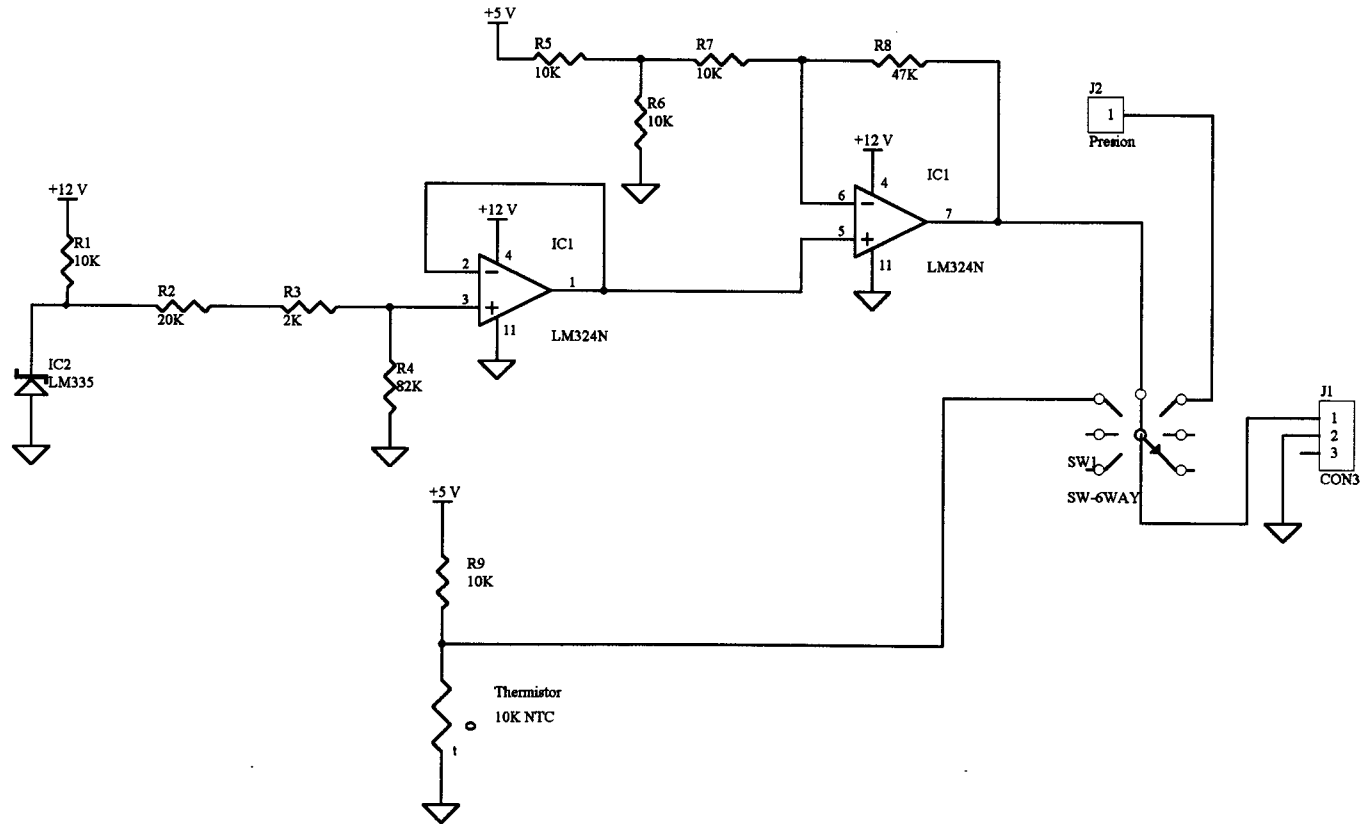 +5 V
R5
10K
R7
10K
R8
47K
R6
10K
J2
1
Presion
+12 V
4
IC1
6
5
7
11
LM324N
+12 V
R1
10K
+12 V
4
IC1
2
3
1
11
LM324N
R2
20K
R3
2K
IC2
LM335
R4
82K
J1
1
2
3
CON3
SW1
SW-6WAY
+5 V
R9
10K
Thermistor
10K NTC
t